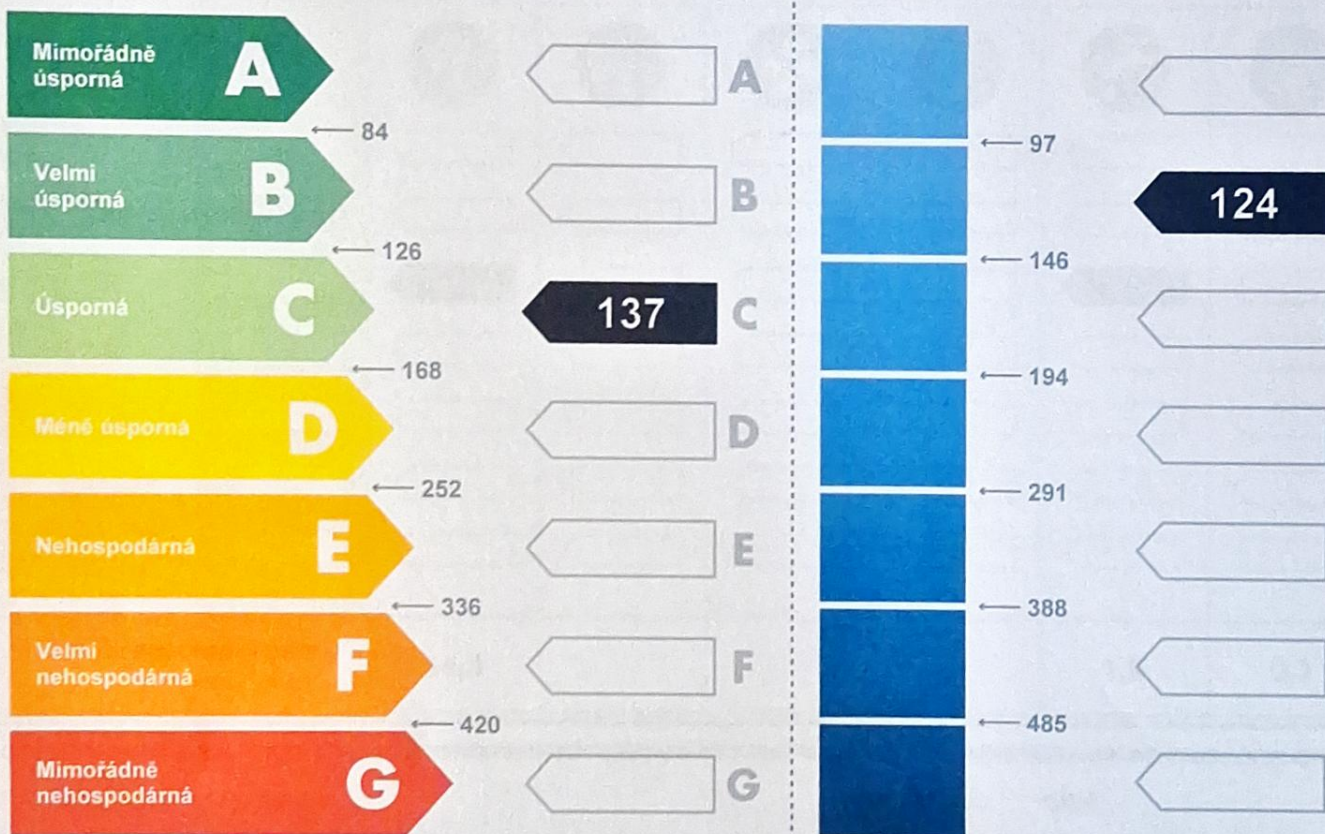 Mimořádně
úsporná
A
A
84
97
Velmi
úsporná
B
B
124
126
146
Úsporná
C
137
C
168
194
Méně úsporná
D
D
252
291
Nehospodárná
E
E
336
388
Velmi
nehospodárná
F
F
420
485
Mimořádně
nehospodárná
G
G